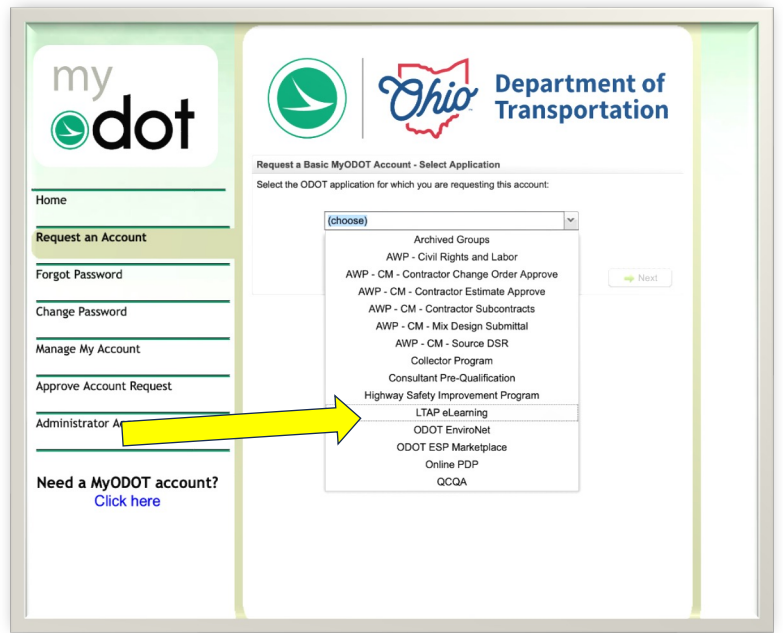 my
odot
Ohio
Department of
Transportation
Request a Basic MyODOT Account - Select Application
Select the ODOT application for which you are requesting this account:
Home
Request an Account
Forgot Password
Change Password
Manage My Account
Approve Account Request
Administrator
Need a MyODOT account?
Click here
(choose)
Archived Groups
AWP - Civil Rights and Labor
AWP - CM - Contractor Change Order Approve
AWP - CM - Contractor Estimate Approve
AWP - CM - Contractor Subcontracts
AWP - CM - Mix Design Submittal
AWP - CM - Source DSR
Collector Program
Consultant Pre-Qualification
Highway Safety Improvement Program
LTAP eLearning
ODOT EnviroNet
ODOT ESP Marketplace
Online PDP
QCQA
Next